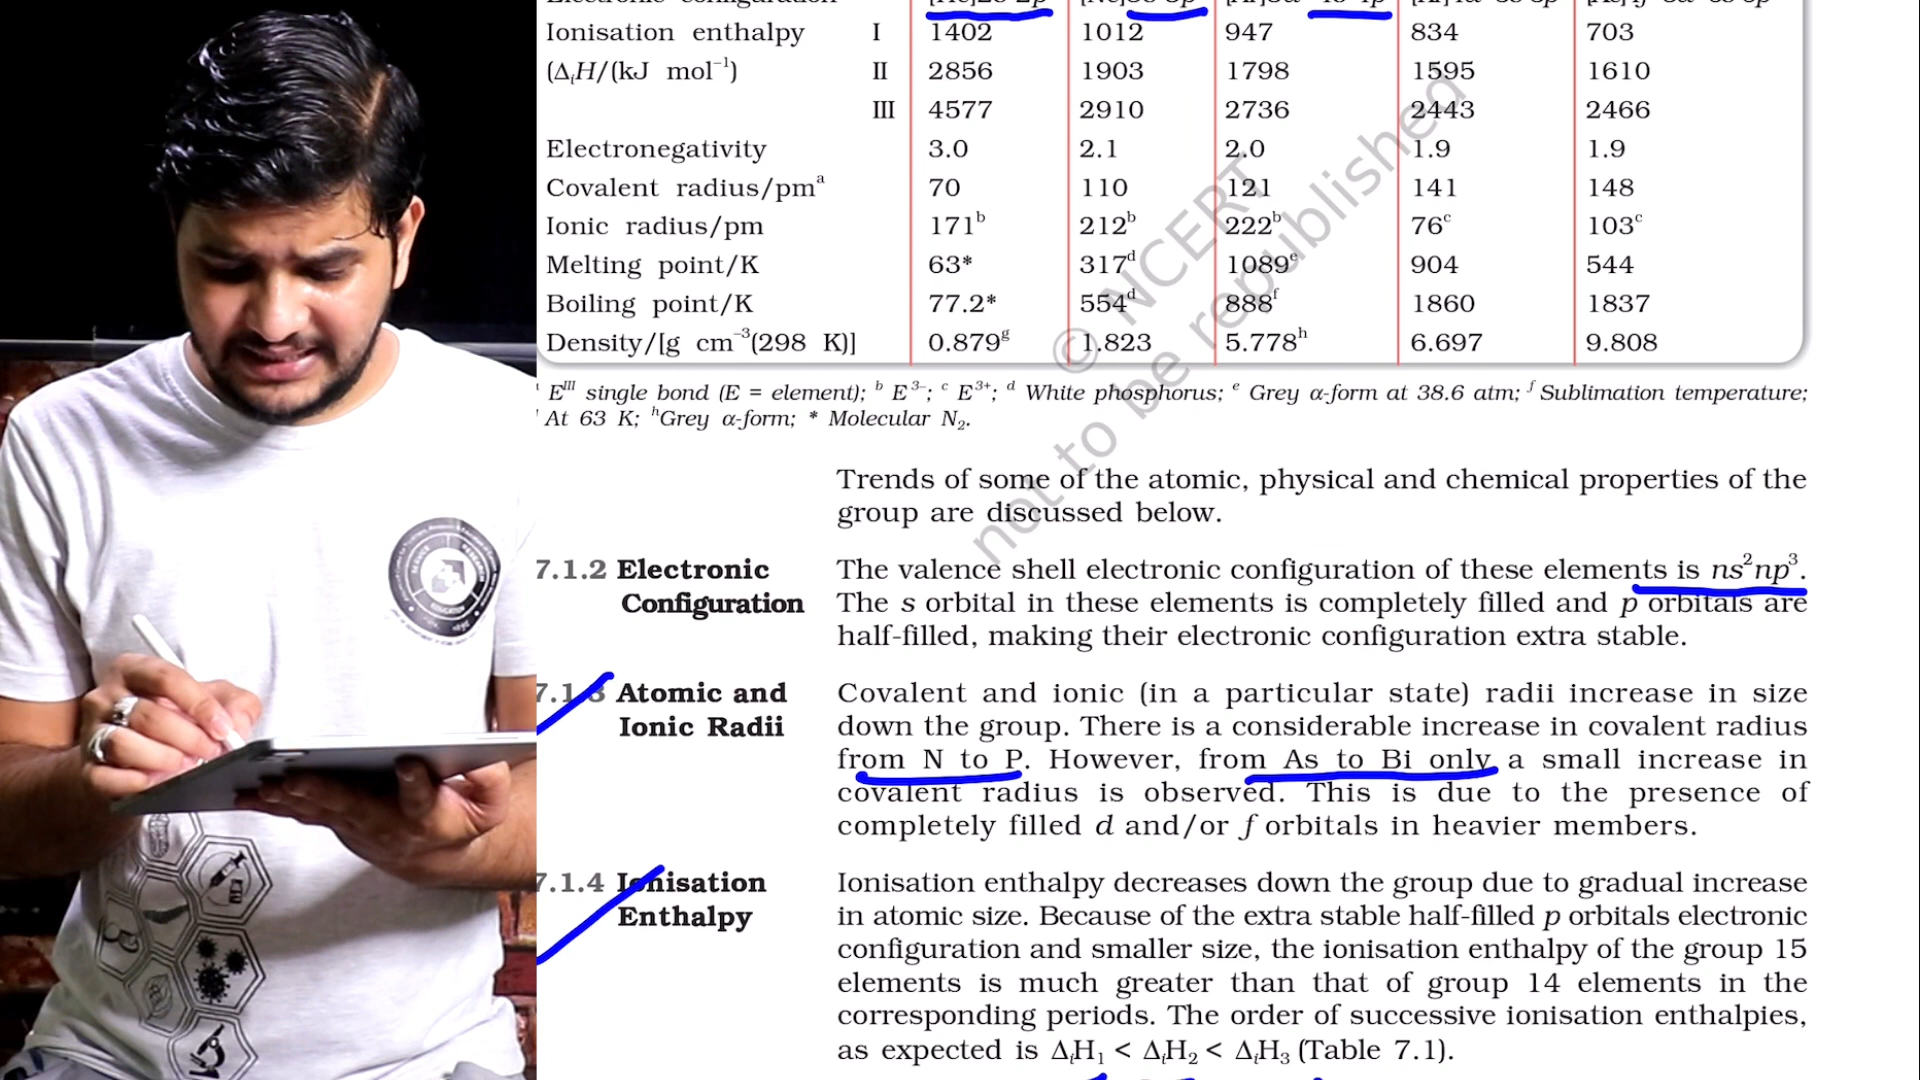 Ionisation enthalpy I 1402 1012 947 834 703
(ΔᵢH/(kJ mol⁻¹) II 2856 1903 1798 1595 1610
III 4577 2910 2736 2443 2466
Electronegativity 3.0 2.1 2.0 1.9 1.9
Covalent radius/pmᵃ 70 110 121 141 148
Ionic radius/pm 171ᵇ 212ᵇ 222ᵇ 76ᶜ 103ᶜ
Melting point/K 63* 317ᵈ 1089ᵉ 904 544
Boiling point/K 77.2* 554ᵈ 888ᶠ 1860 1837
Density/[g cm⁻³(298 K)] 0.879ᵍ 1.823 5.778ʰ 6.697 9.808
Eᴵᴵᴵ single bond (E = element); ᵇ E³⁻; ᶜ E³⁺; ᵈ White phosphorus; ᵉ Grey α-form at 38.6 atm; ᶠ Sublimation temperature;
At 63 K; ʰGrey α-form; * Molecular N₂.
© NCERT
not to be republished
Trends of some of the atomic, physical and chemical properties of the
group are discussed below.
7.1.2 Electronic
Configuration
The valence shell electronic configuration of these elements is ns²np³.
The s orbital in these elements is completely filled and p orbitals are
half-filled, making their electronic configuration extra stable.
7.1.3 Atomic and
Ionic Radii
Covalent and ionic (in a particular state) radii increase in size
down the group. There is a considerable increase in covalent radius
from N to P. However, from As to Bi only a small increase in
covalent radius is observed. This is due to the presence of
completely filled d and/or f orbitals in heavier members.
7.1.4 Ionisation
Enthalpy
Ionisation enthalpy decreases down the group due to gradual increase
in atomic size. Because of the extra stable half-filled p orbitals electronic
configuration and smaller size, the ionisation enthalpy of the group 15
elements is much greater than that of group 14 elements in the
corresponding periods. The order of successive ionisation enthalpies,
as expected is ΔᵢH₁ < ΔᵢH₂ < ΔᵢH₃ (Table 7.1).